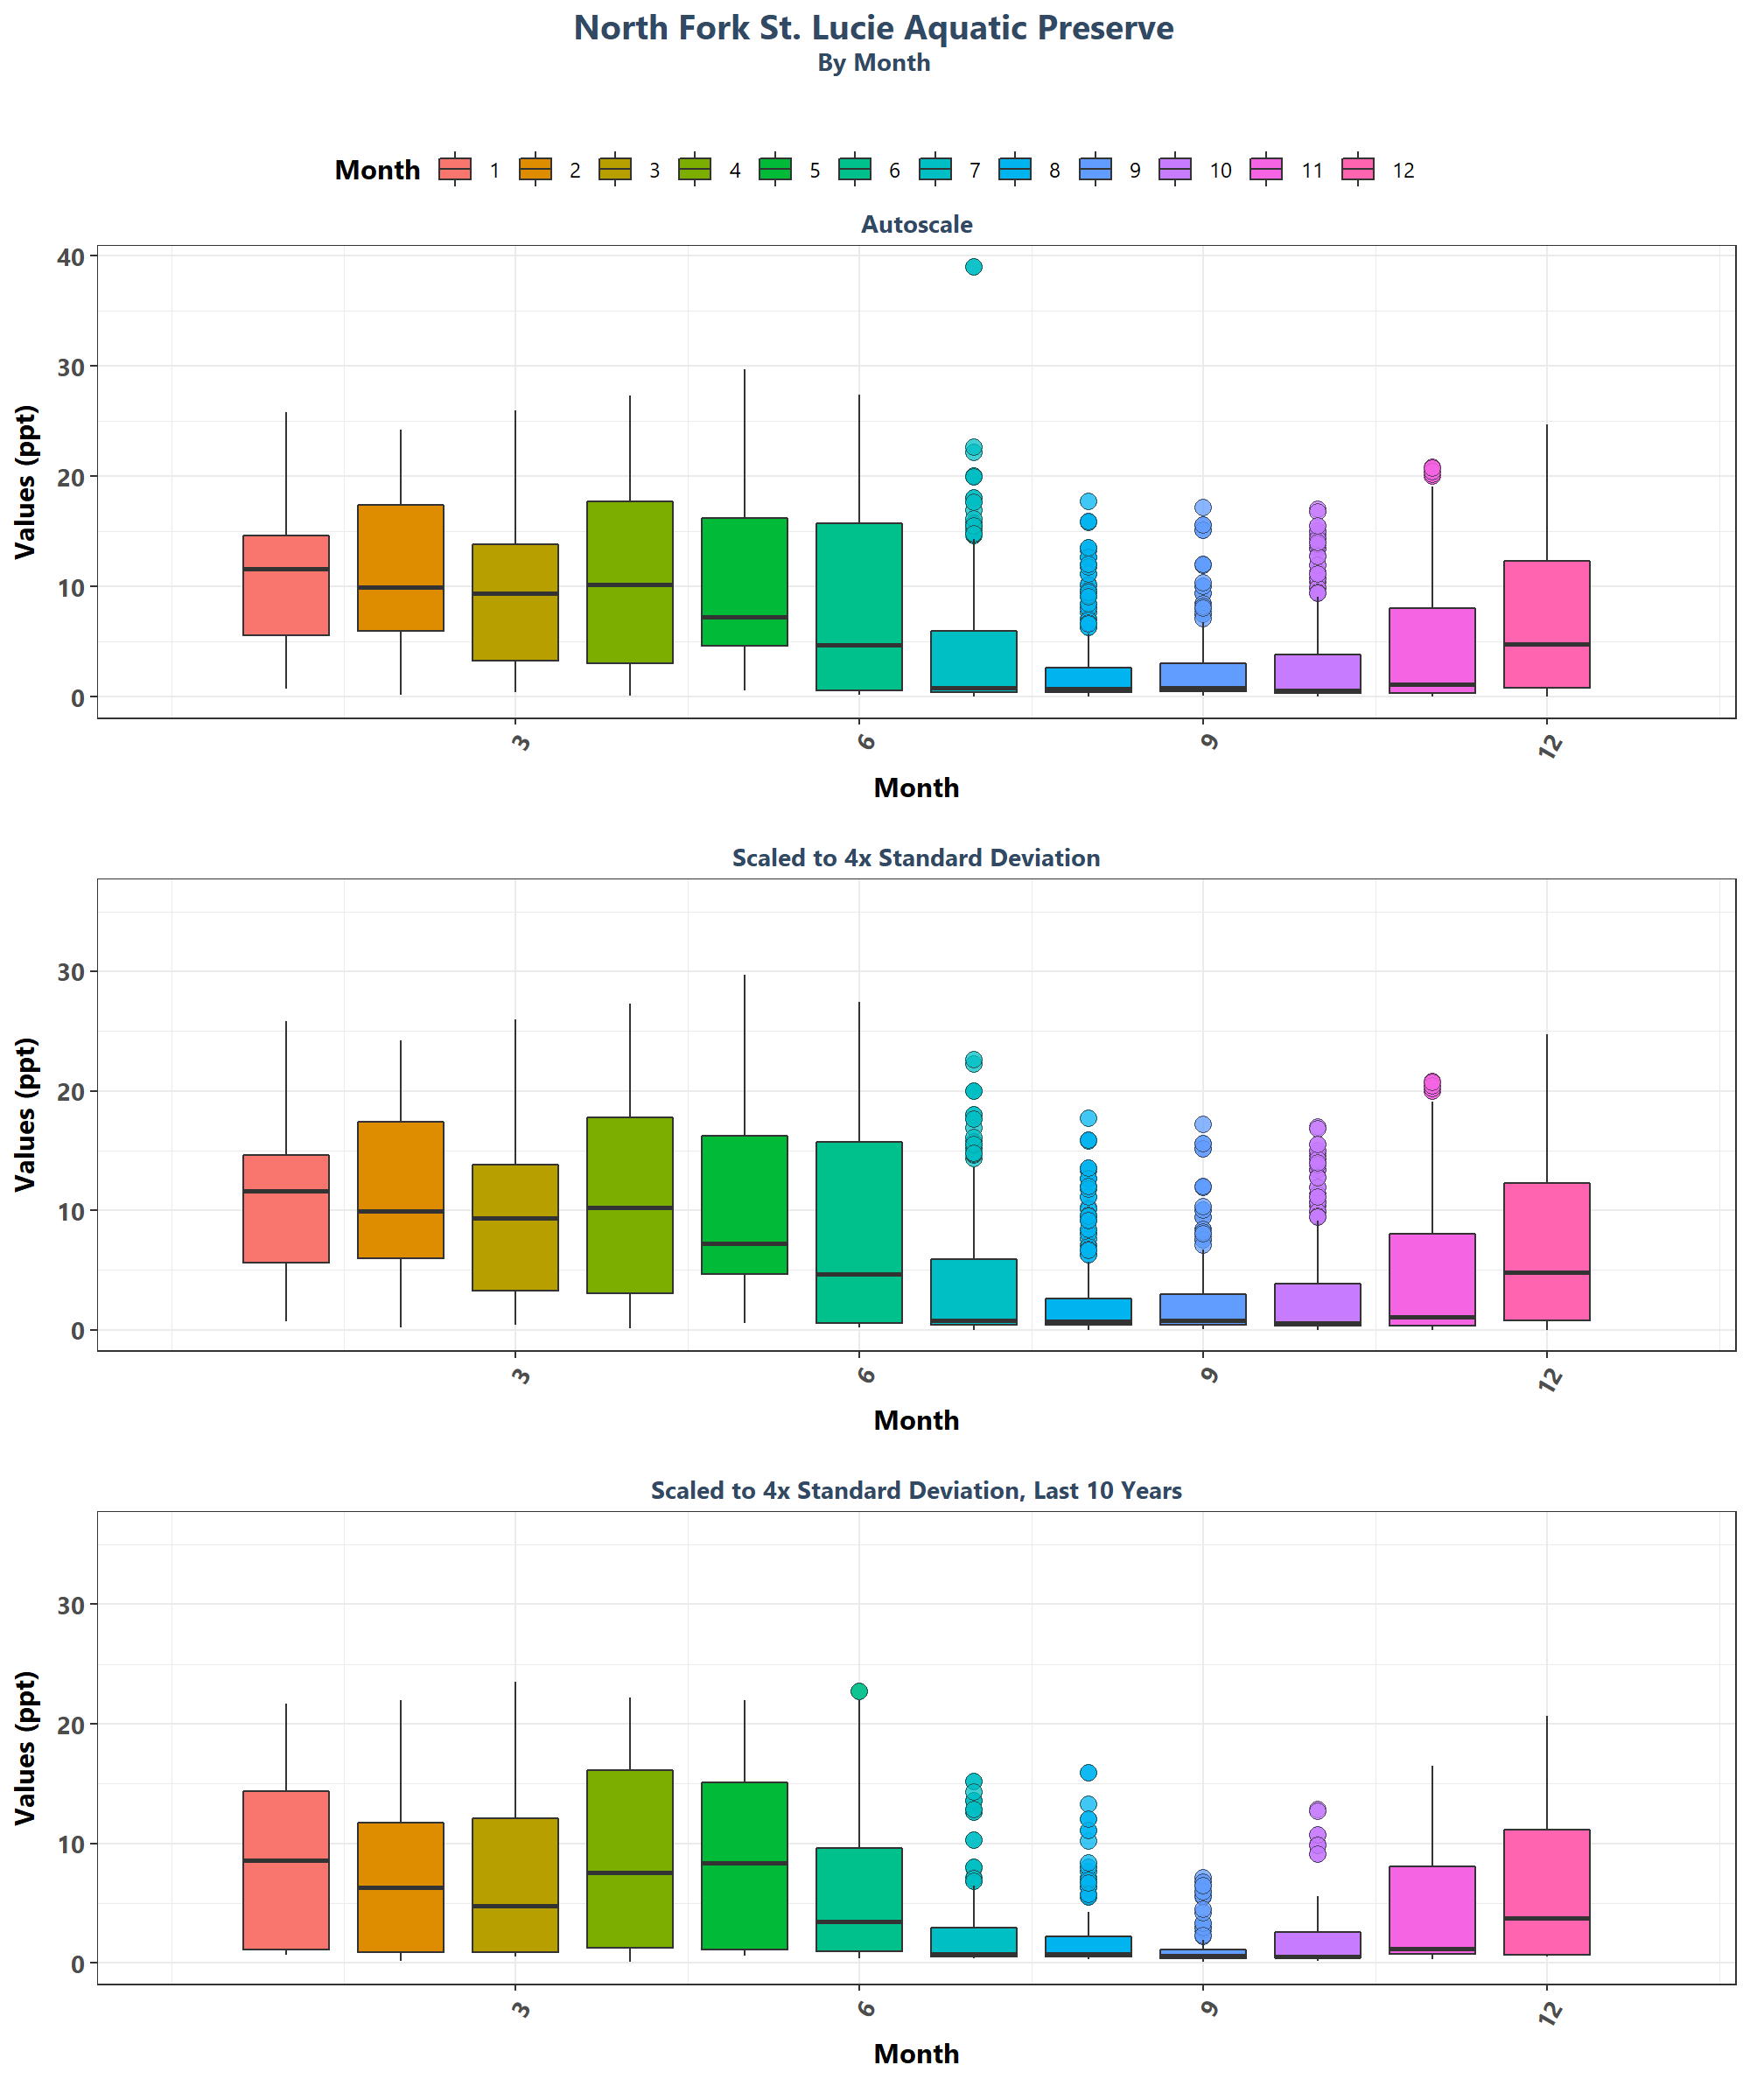 North Fork St. Lucie Aquatic Preserve
By Month
Month 1 2 3 4 5 6 7 8 9 10 11 12
Autoscale
40
30
20
10
0
Values (ppt)
3 6 9 12
Month
Scaled to 4x Standard Deviation
30
20
10
0
Values (ppt)
3 6 9 12
Month
Scaled to 4x Standard Deviation, Last 10 Years
30
20
10
0
Values (ppt)
3 6 9 12
Month